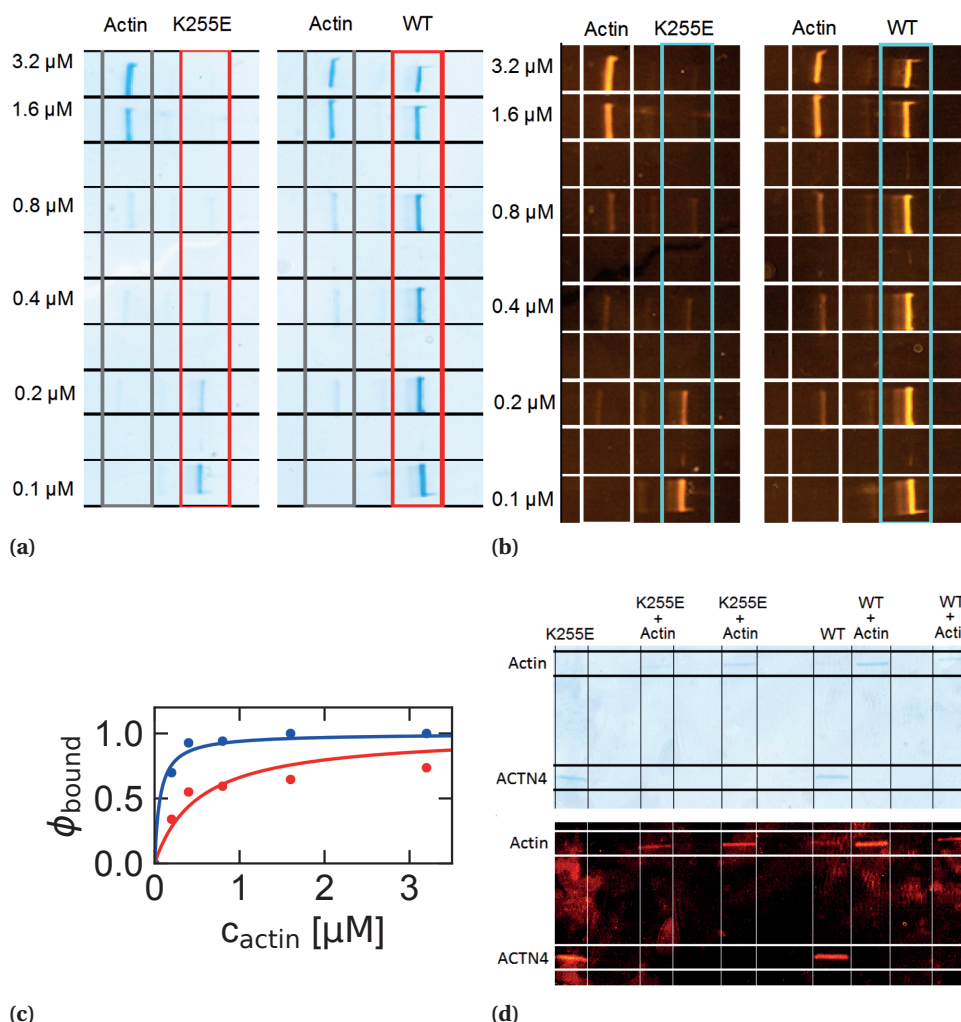 Actin K255E Actin WT
3.2 µM
1.6 µM
0.8 µM
0.4 µM
0.2 µM
0.1 µM
(a)
Actin K255E Actin WT
3.2 µM
1.6 µM
0.8 µM
0.4 µM
0.2 µM
0.1 µM
(b)
ϕbound
1.0
0.5
0.0
0 1 2 3
cactin [µM]
(c)
K255E
K255E + Actin
K255E + Actin
WT
WT + Actin
WT + Acti
Actin
ACTN4
Actin
ACTN4
(d)